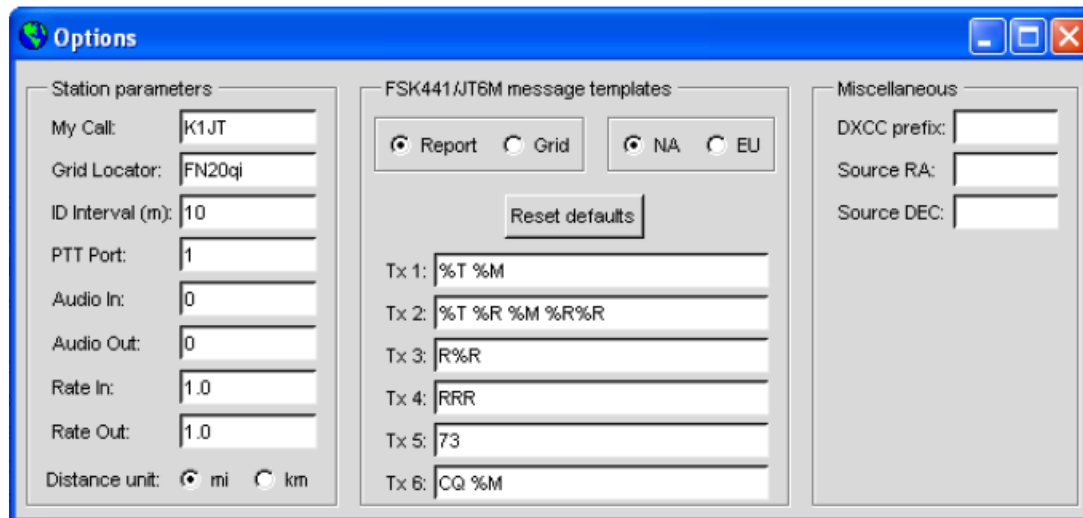 Options
Station parameters
My Call: K1JT
Grid Locator: FN20qi
ID Interval (m): 10
PTT Port: 1
Audio In: 0
Audio Out: 0
Rate In: 1.0
Rate Out: 1.0
Distance unit: mi km
FSK441/JT6M message templates
Report Grid NA EU
Reset defaults
Tx 1: %T %M
Tx 2: %T %R %M %R%R
Tx 3: R%R
Tx 4: RRR
Tx 5: 73
Tx 6: CQ %M
Miscellaneous
DXCC prefix:
Source RA:
Source DEC: